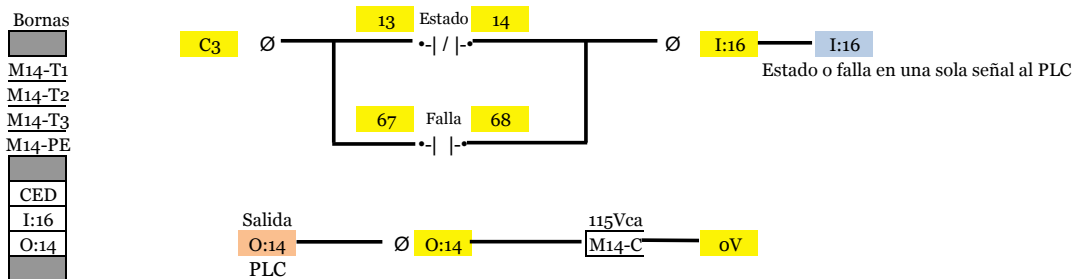 Bornas
M14-T1
M14-T2
M14-T3
M14-PE
CED
I:16
O:14
13 Estado 14
C3 Ø •-| / |-• Ø I:16 I:16
Estado o falla en una sola señal al PLC
67 Falla 68
•-| |-•
Salida 115Vca
O:14 Ø O:14 M14-C 0V
PLC